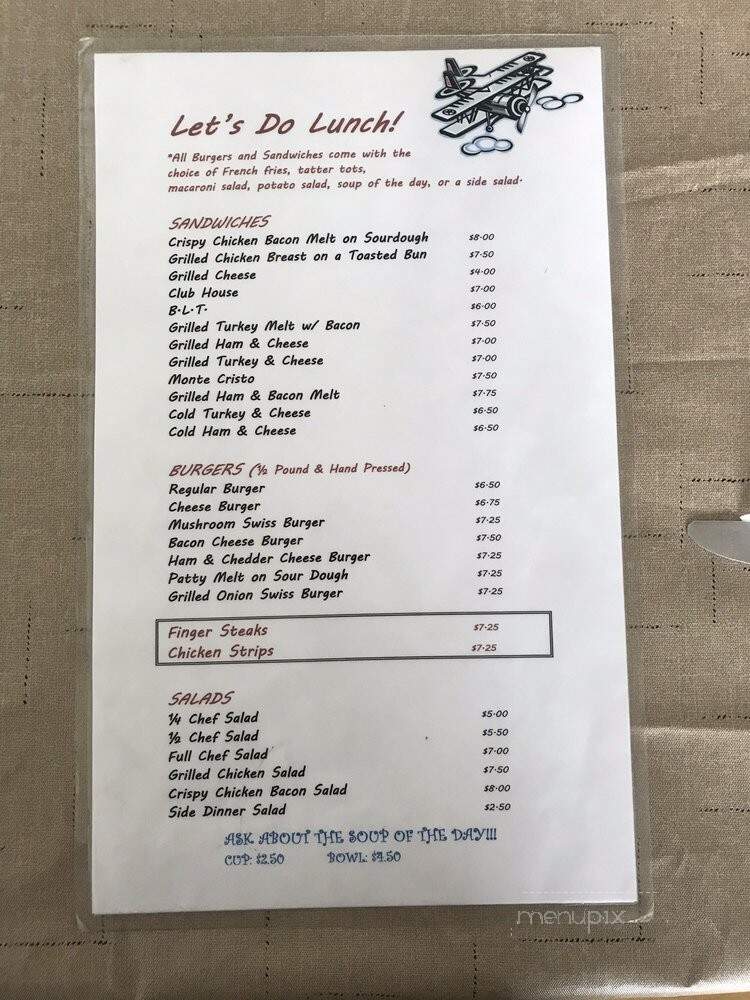 Let's Do Lunch!
*All Burgers and Sandwiches come with the
choice of French fries, tatter tots,
macaroni salad, potato salad, soup of the day, or a side salad.
SANDWICHES
Crispy Chicken Bacon Melt on Sourdough $8.00
Grilled Chicken Breast on a Toasted Bun $7.50
Grilled Cheese $4.00
Club House $7.00
B.L.T. $6.00
Grilled Turkey Melt w/ Bacon $7.50
Grilled Ham & Cheese $7.00
Grilled Turkey & Cheese $7.00
Monte Cristo $7.50
Grilled Ham & Bacon Melt $7.75
Cold Turkey & Cheese $6.50
Cold Ham & Cheese $6.50
BURGERS (½ Pound & Hand Pressed)
Regular Burger $6.50
Cheese Burger $6.75
Mushroom Swiss Burger $7.25
Bacon Cheese Burger $7.50
Ham & Chedder Cheese Burger $7.25
Patty Melt on Sour Dough $7.25
Grilled Onion Swiss Burger $7.25
Finger Steaks $7.25
Chicken Strips $7.25
SALADS
¼ Chef Salad $5.00
½ Chef Salad $5.50
Full Chef Salad $7.00
Grilled Chicken Salad $7.50
Crispy Chicken Bacon Salad $8.00
Side Dinner Salad $2.50
ASK ABOUT THE SOUP OF THE DAY!!!
CUP: $2.50 BOWL: $4.50
menupix